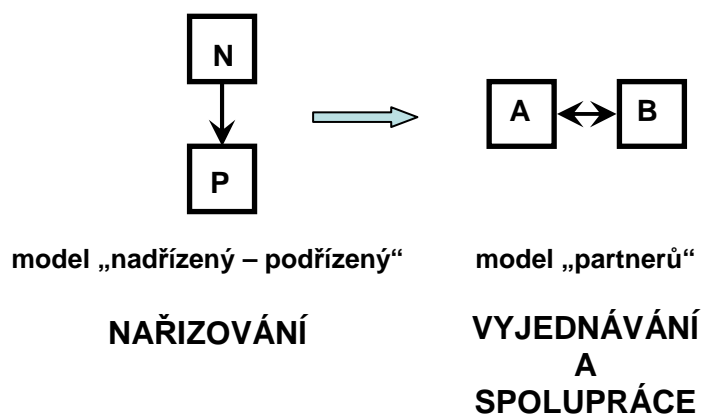 N
P
A
B
model „nadřízený – podřízený“
model „partnerů“
NAŘIZOVÁNÍ
VYJEDNÁVÁNÍ
A
SPOLUPRÁCE